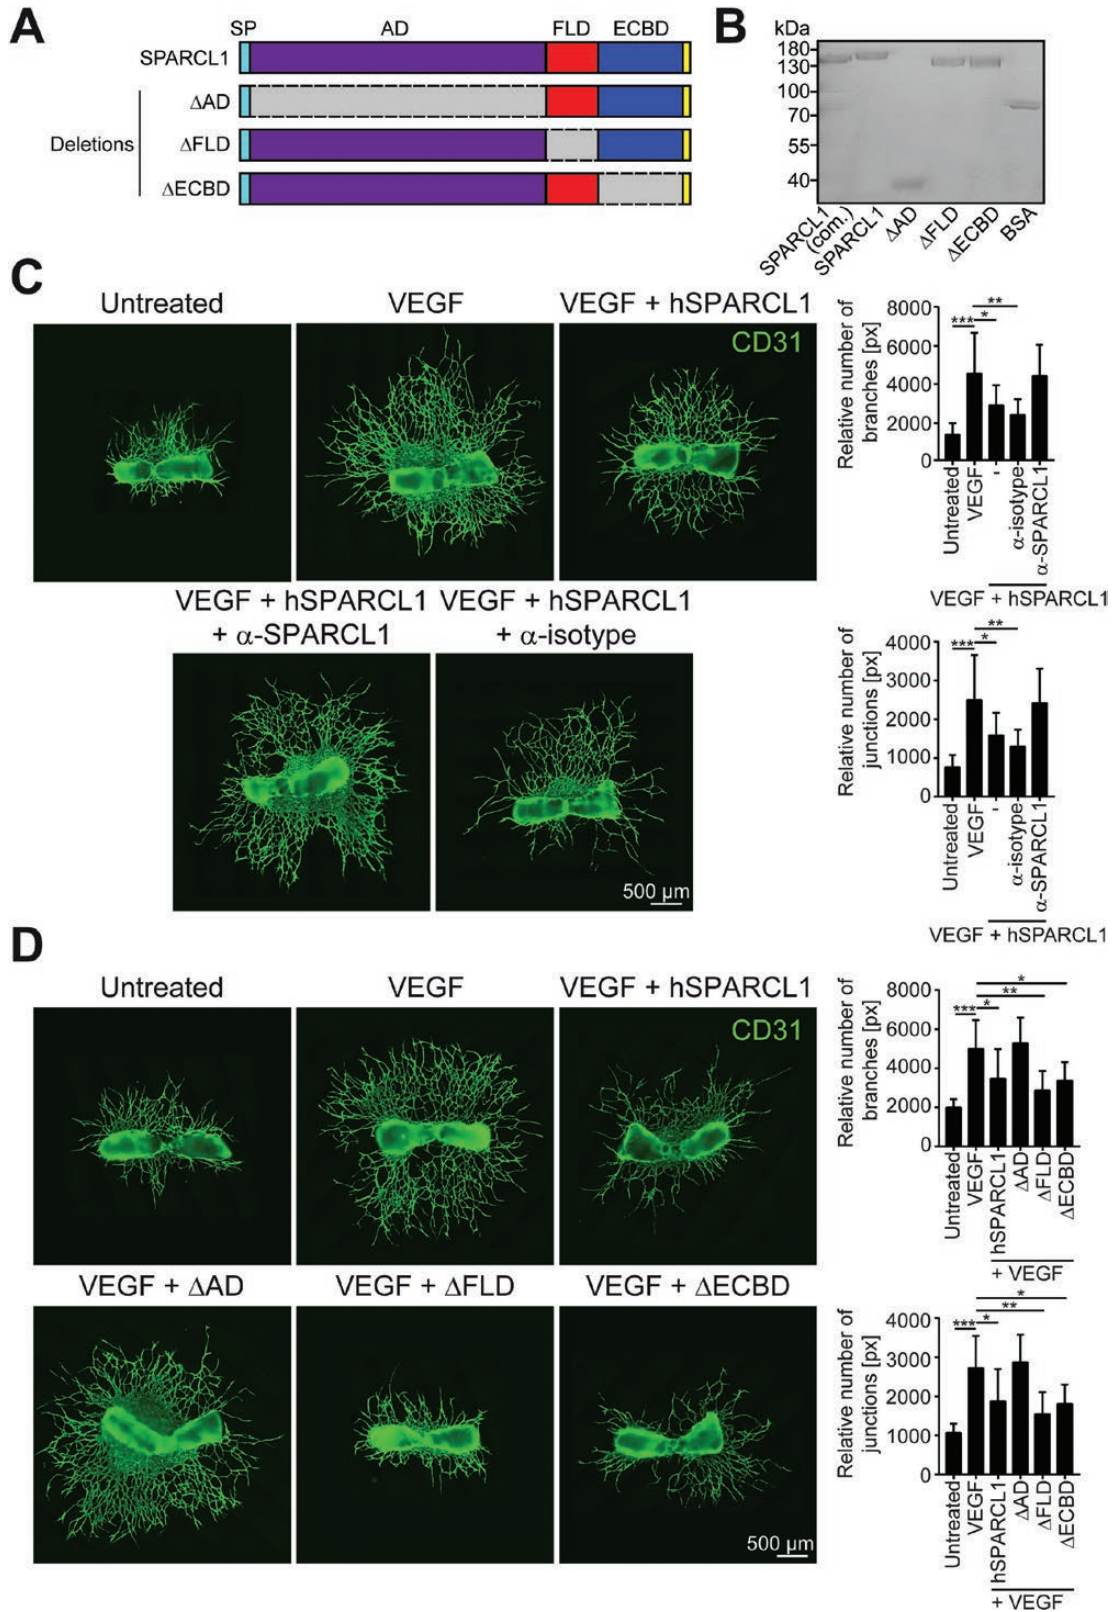 A
SP AD FLD ECBD
SPARCL1
ΔAD
Deletions
ΔFLD
ΔECBD
B
kDa
180
130
100
70
55
40
SPARCL1 (com.)
SPARCL1
ΔAD
ΔFLD
ΔECBD
BSA
C
Untreated
VEGF
VEGF + hSPARCL1
CD31
VEGF + hSPARCL1
+ α-SPARCL1
VEGF + hSPARCL1
+ α-isotype
500 µm
Relative number of
branches [px]
8000
6000
4000
2000
0
*** * **
Untreated
VEGF
-
α-isotype
α-SPARCL1
VEGF + hSPARCL1
Relative number of
junctions [px]
4000
3000
2000
1000
0
*** * **
Untreated
VEGF
-
α-isotype
α-SPARCL1
VEGF + hSPARCL1
D
Untreated
VEGF
VEGF + hSPARCL1
CD31
VEGF + ΔAD
VEGF + ΔFLD
VEGF + ΔECBD
500 µm
Relative number of
branches [px]
8000
6000
4000
2000
0
*** * ** *
Untreated
VEGF
hSPARCL1
ΔAD
ΔFLD
ΔECBD
+ VEGF
Relative number of
junctions [px]
4000
3000
2000
1000
0
*** * ** *
Untreated
VEGF
hSPARCL1
ΔAD
ΔFLD
ΔECBD
+ VEGF